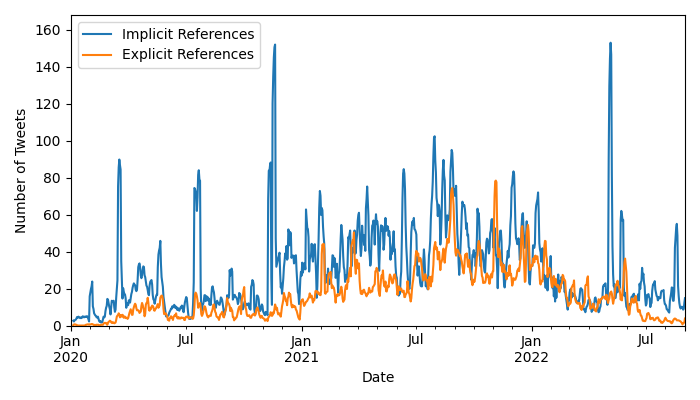 Implicit References
Explicit References
Number of Tweets
160
140
120
100
80
60
40
20
0
Jan
2020
Jul
Jan
2021
Jul
Jan
2022
Jul
Date